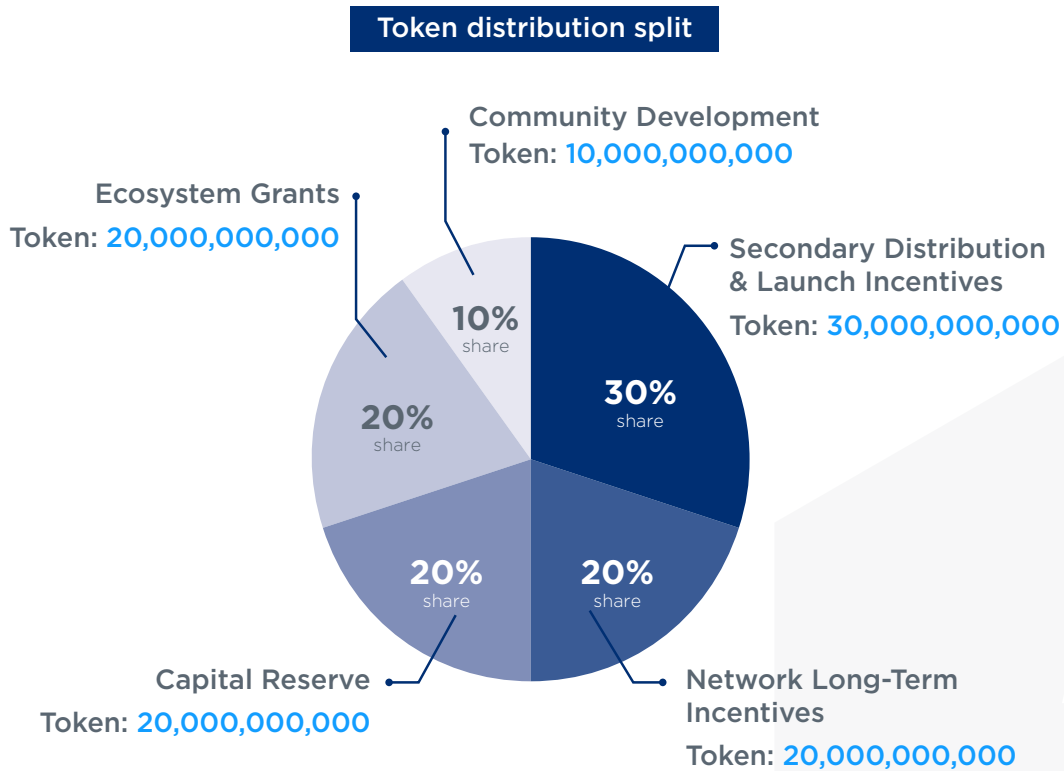 Token distribution split
Community Development
Token: 10,000,000,000
Ecosystem Grants
Token: 20,000,000,000
Secondary Distribution
& Launch Incentives
Token: 30,000,000,000
10%
share
30%
share
20%
share
20%
share
20%
share
Capital Reserve
Token: 20,000,000,000
Network Long-Term
Incentives
Token: 20,000,000,000